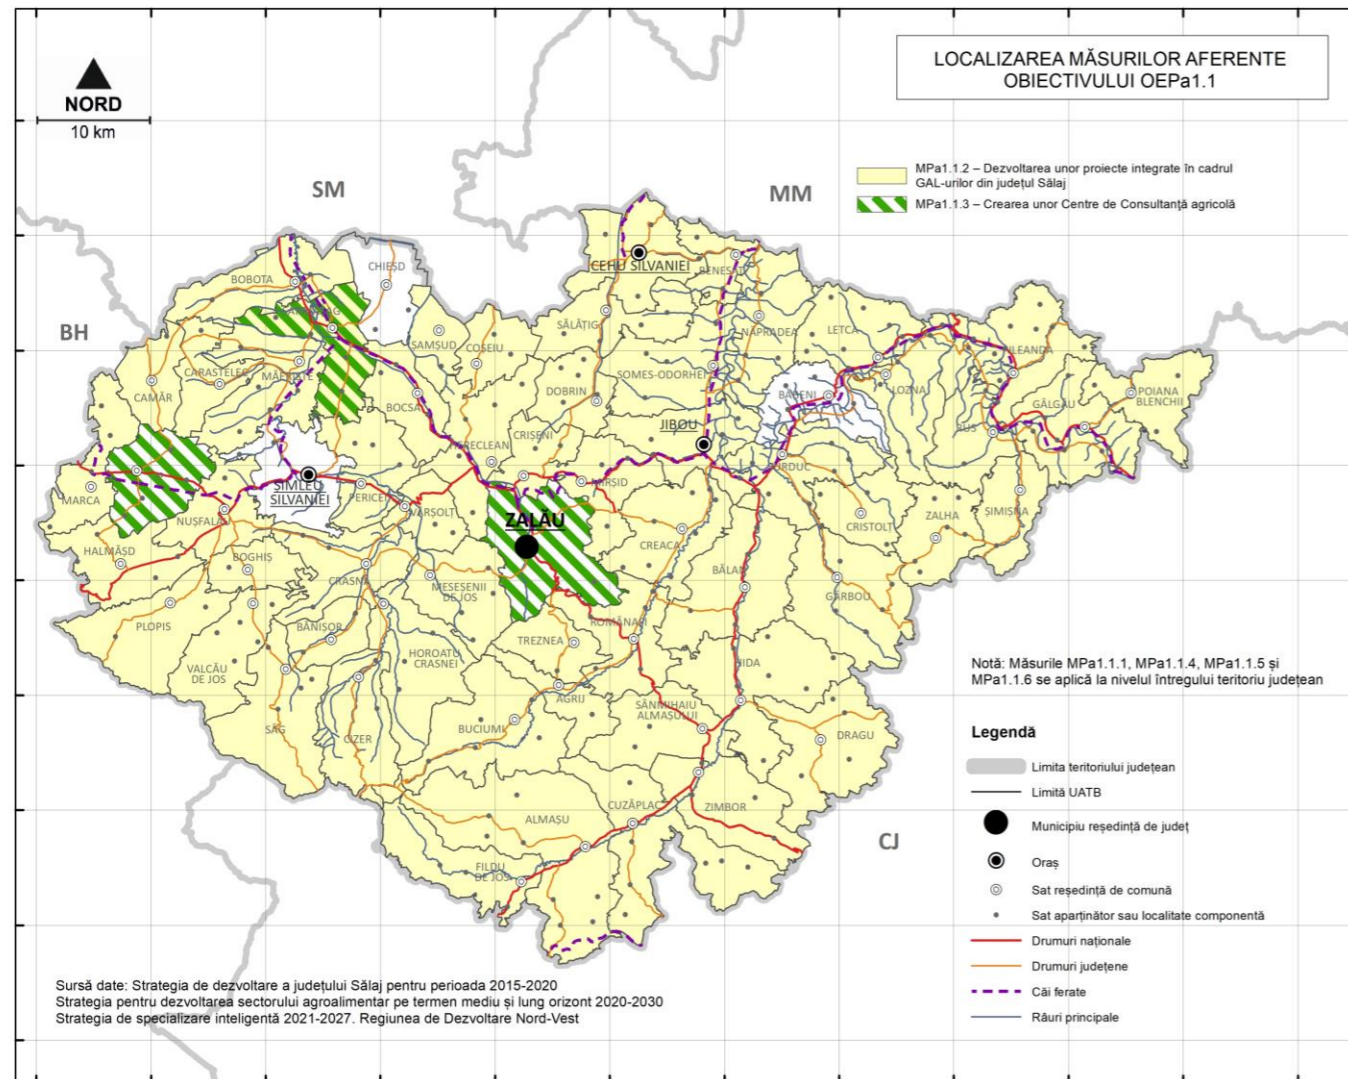 LOCALIZAREA MĂSURILOR AFERENTE
OBIECTIVULUI OEPa1.1
NORD
10 km
MPa1.1.2 – Dezvoltarea unor proiecte integrate în cadrul
GAL-urilor din județul Sălaj
MPa1.1.3 – Crearea unor Centre de Consultanță agricolă
SM
MM
BH
CJ
CHIEȘD
BOBOTA
CEHU SILVANIEI
BENESAT
SĂLĂȚIG
NĂPRADEA
LETCA
ILEANDA
SAMȘUD
COȘEIU
CARASTELEC
MĂERIȘTE
CAMĂR
SOMEȘ-ODORHEI
DOBRIN
BĂBENI
LOZNA
POIANA
BLENCHII
GÂLGĂU
RUS
BOCȘA
JIBOU
CRIȘENI
HERECLEAN
SURDUC
MARCA
ȘIMLEU
SILVANIEI
PERICEI
VÂRȘOLȚ
MIRȘID
NUȘFALĂU
ZALĂU
CRISTOLȚ
ZALHA
ȘIMIȘNA
HALMĂȘD
BOGHIȘ
CREACA
BĂLAN
CRASNA
MESEȘENII
DE JOS
GÂRBOU
PLOPIȘ
BĂNIȘOR
ROMÂNAȘI
TREZNEA
VALCĂU
DE JOS
HOROATU
CRASNEI
HIDA
AGRIJ
SÂNMIHAIU
ALMAȘULUI
ȘĂG
CIZER
BUCIUMI
DRAGU
CUZĂPLAC
ZIMBOR
ALMAȘU
FILDU
DE JOS
Notă: Măsurile MPa1.1.1, MPa1.1.4, MPa1.1.5 și
MPa1.1.6 se aplică la nivelul întregului teritoriu județean
Legendă
Limita teritoriului județean
Limită UATB
Municipiu reședință de județ
Oraș
Sat reședință de comună
Sat aparținător sau localitate componentă
Drumuri naționale
Drumuri județene
Căi ferate
Râuri principale
Sursă date: Strategia de dezvoltare a județului Sălaj pentru perioada 2015-2020
Strategia pentru dezvoltarea sectorului agroalimentar pe termen mediu și lung orizont 2020-2030
Strategia de specializare inteligentă 2021-2027. Regiunea de Dezvoltare Nord-Vest